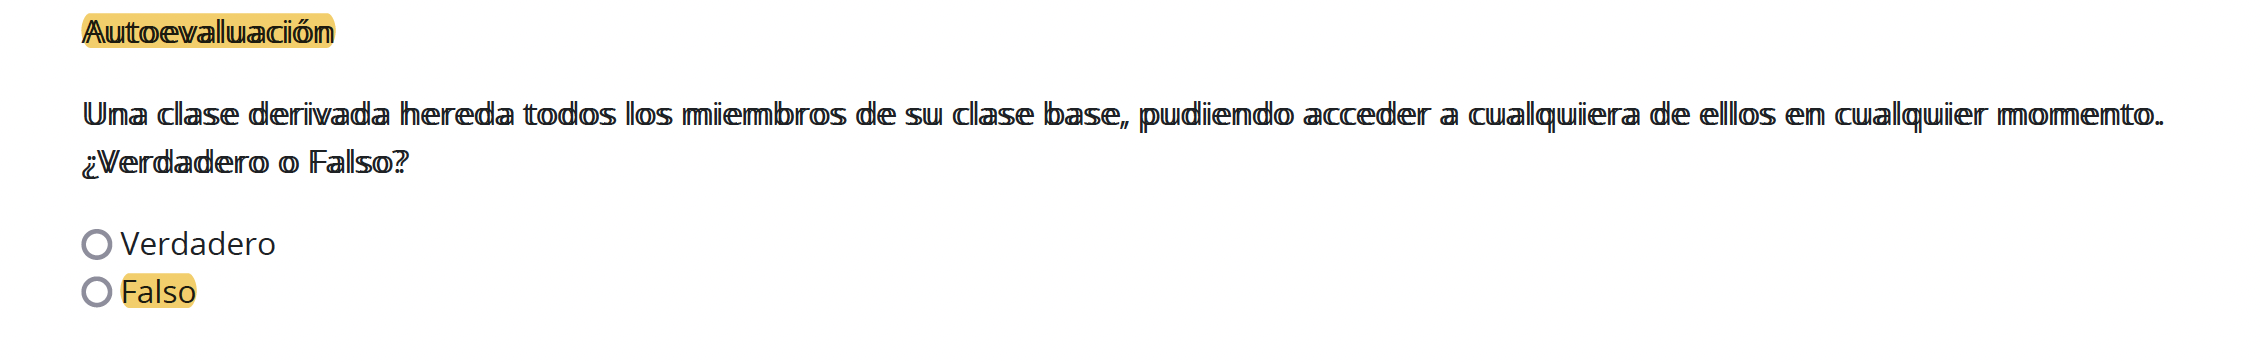 Autoevaluación
Una clase derivada hereda todos los miembros de su clase base, pudiendo acceder a cualquiera de ellos en cualquier momento.
¿Verdadero o Falso?
Verdadero
Falso